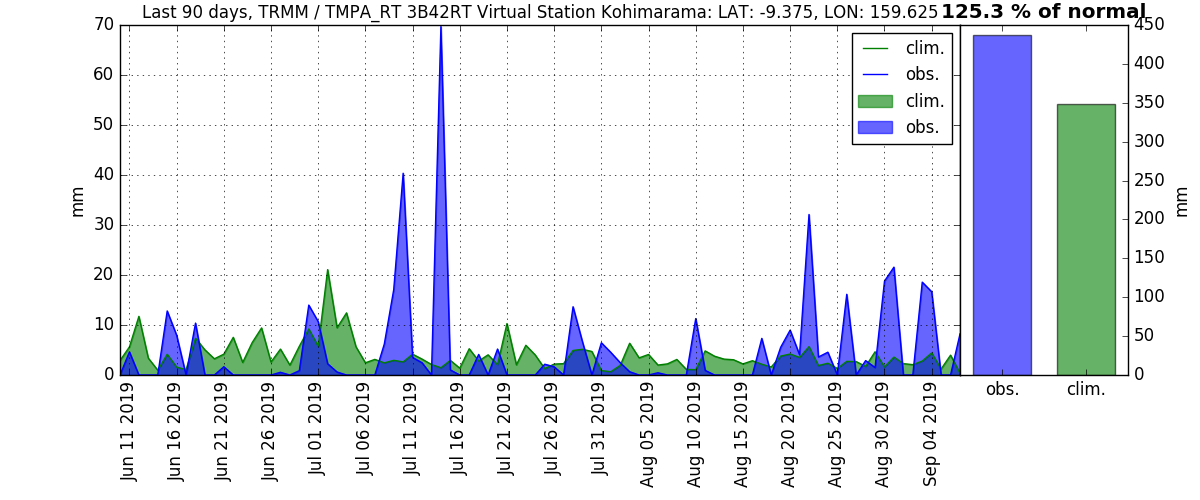 Last 90 days, TRMM / TMPA_RT 3B42RT Virtual Station Kohimarama: LAT: -9.375, LON: 159.625
125.3 % of normal
70
60
50
40
30
20
10
0
mm
clim.
obs.
clim.
obs.
Jun 11 2019
Jun 16 2019
Jun 21 2019
Jun 26 2019
Jul 01 2019
Jul 06 2019
Jul 11 2019
Jul 16 2019
Jul 21 2019
Jul 26 2019
Jul 31 2019
Aug 05 2019
Aug 10 2019
Aug 15 2019
Aug 20 2019
Aug 25 2019
Aug 30 2019
Sep 04 2019
450
400
350
300
250
200
150
100
50
0
mm
obs.
clim.